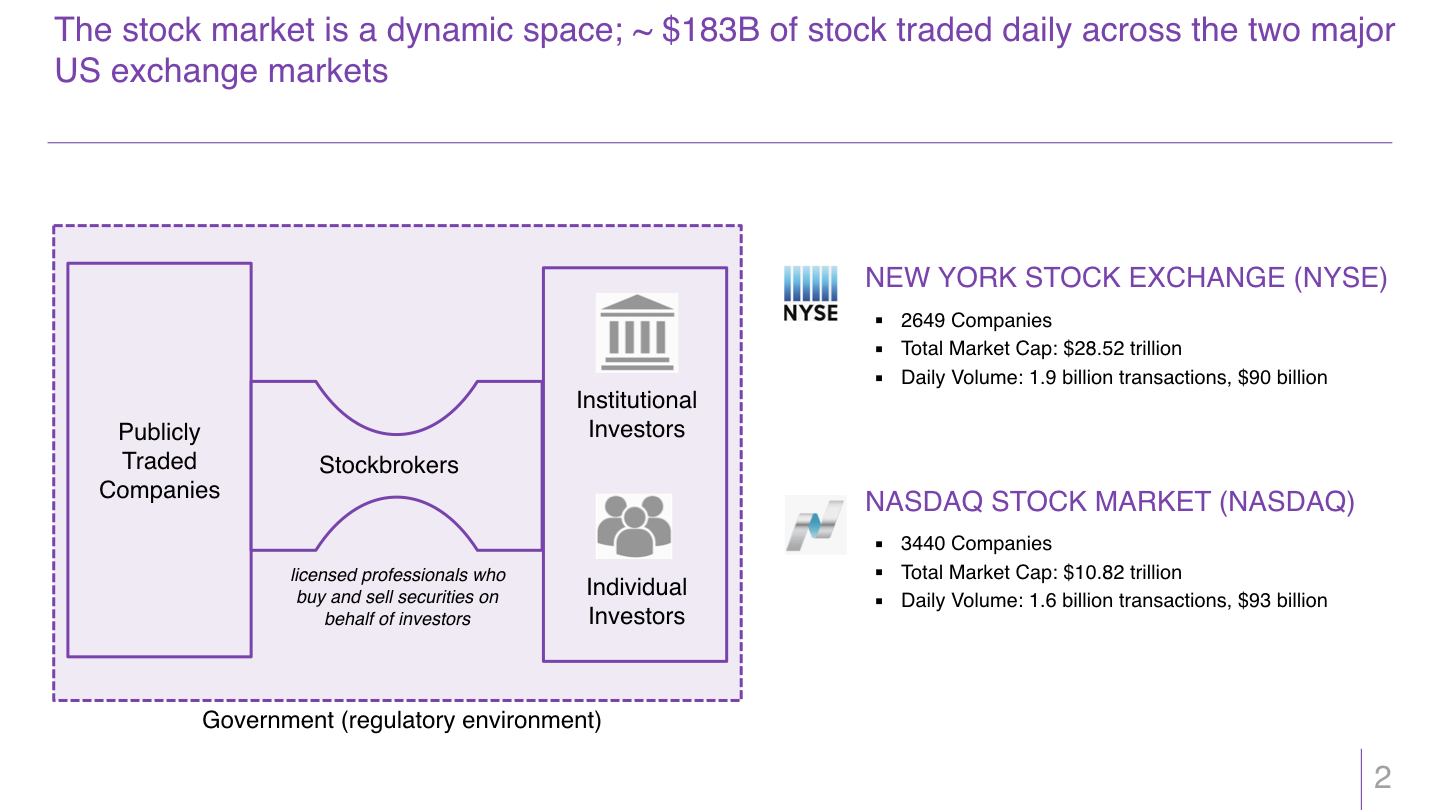 The stock market is a dynamic space; ~ $183B of stock traded daily across the two major
US exchange markets
Publicly
Traded
Companies
Stockbrokers
licensed professionals who
buy and sell securities on
behalf of investors
Institutional
Investors
Individual
Investors
Government (regulatory environment)
NYSE
NEW YORK STOCK EXCHANGE (NYSE)
▪ 2649 Companies
▪ Total Market Cap: $28.52 trillion
▪ Daily Volume: 1.9 billion transactions, $90 billion
NASDAQ STOCK MARKET (NASDAQ)
▪ 3440 Companies
▪ Total Market Cap: $10.82 trillion
▪ Daily Volume: 1.6 billion transactions, $93 billion
2